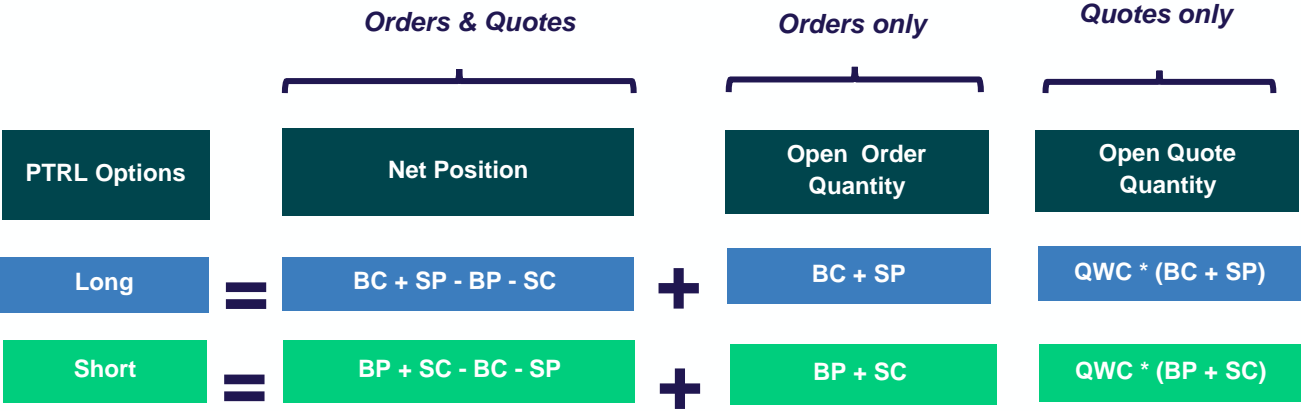 Orders & Quotes
Orders only
Quotes only
PTRL Options
Net Position
Open Order
Quantity
Open Quote
Quantity
Long
=
BC + SP - BP - SC
+
BC + SP
QWC * (BC + SP)
Short
=
BP + SC - BC - SP
+
BP + SC
QWC * (BP + SC)